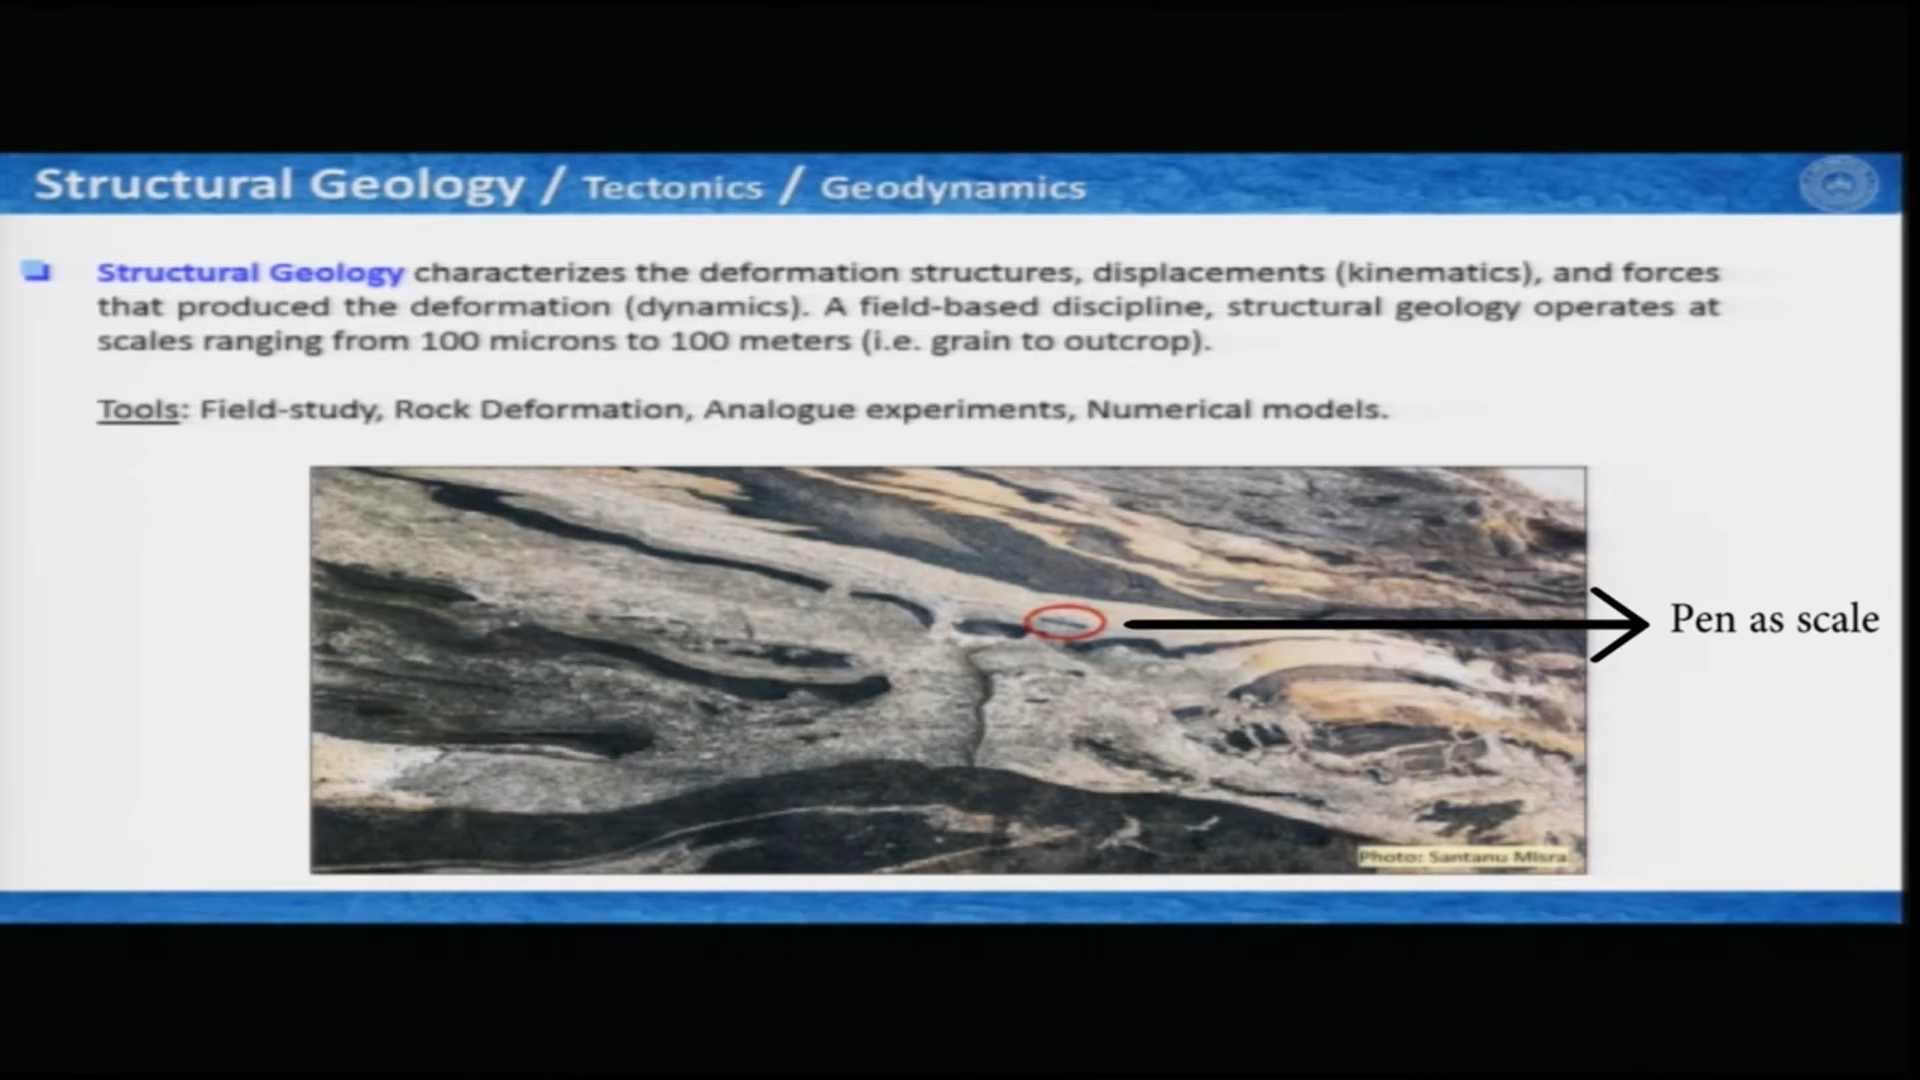 Structural Geology / Tectonics / Geodynamics
Structural Geology characterizes the deformation structures, displacements (kinematics), and forces
that produced the deformation (dynamics). A field-based discipline, structural geology operates at
scales ranging from 100 microns to 100 meters (i.e. grain to outcrop).
Tools: Field-study, Rock Deformation, Analogue experiments, Numerical models.
Pen as scale
Photo: Santanu Misra